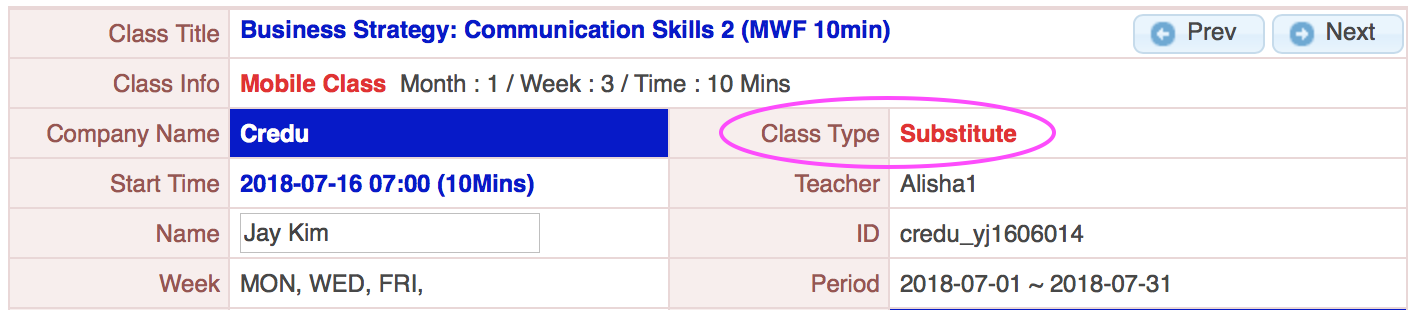 Class Title Business Strategy: Communication Skills 2 (MWF 10min) Prev Next
Class Info Mobile Class Month : 1 / Week : 3 / Time : 10 Mins
Company Name Credu Class Type Substitute
Start Time 2018-07-16 07:00 (10Mins) Teacher Alisha1
Name Jay Kim ID credu_yj1606014
Week MON, WED, FRI, Period 2018-07-01 ~ 2018-07-31